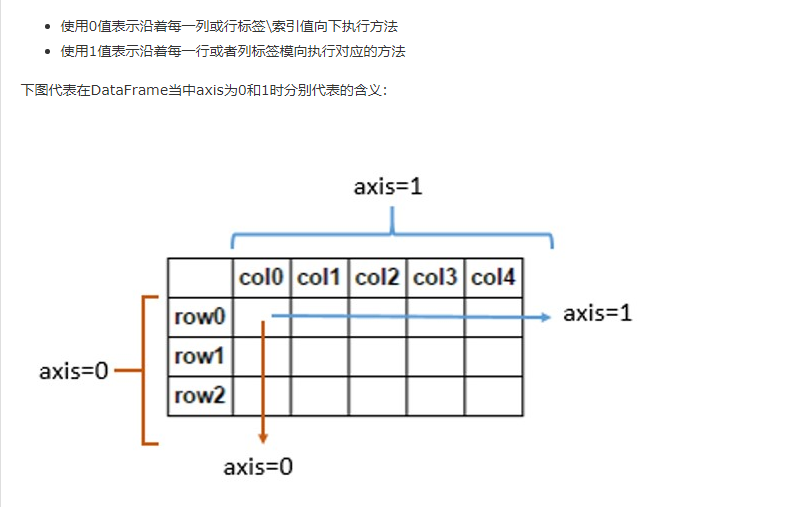 使用0值表示沿着每一列或行标签\索引值向下执行方法
使用1值表示沿着每一行或者列标签模向执行对应的方法
下图代表在DataFrame当中axis为0和1时分别代表的含义:
axis=1
col0 col1 col2 col3 col4
row0
axis=1
row1
axis=0
row2
axis=0